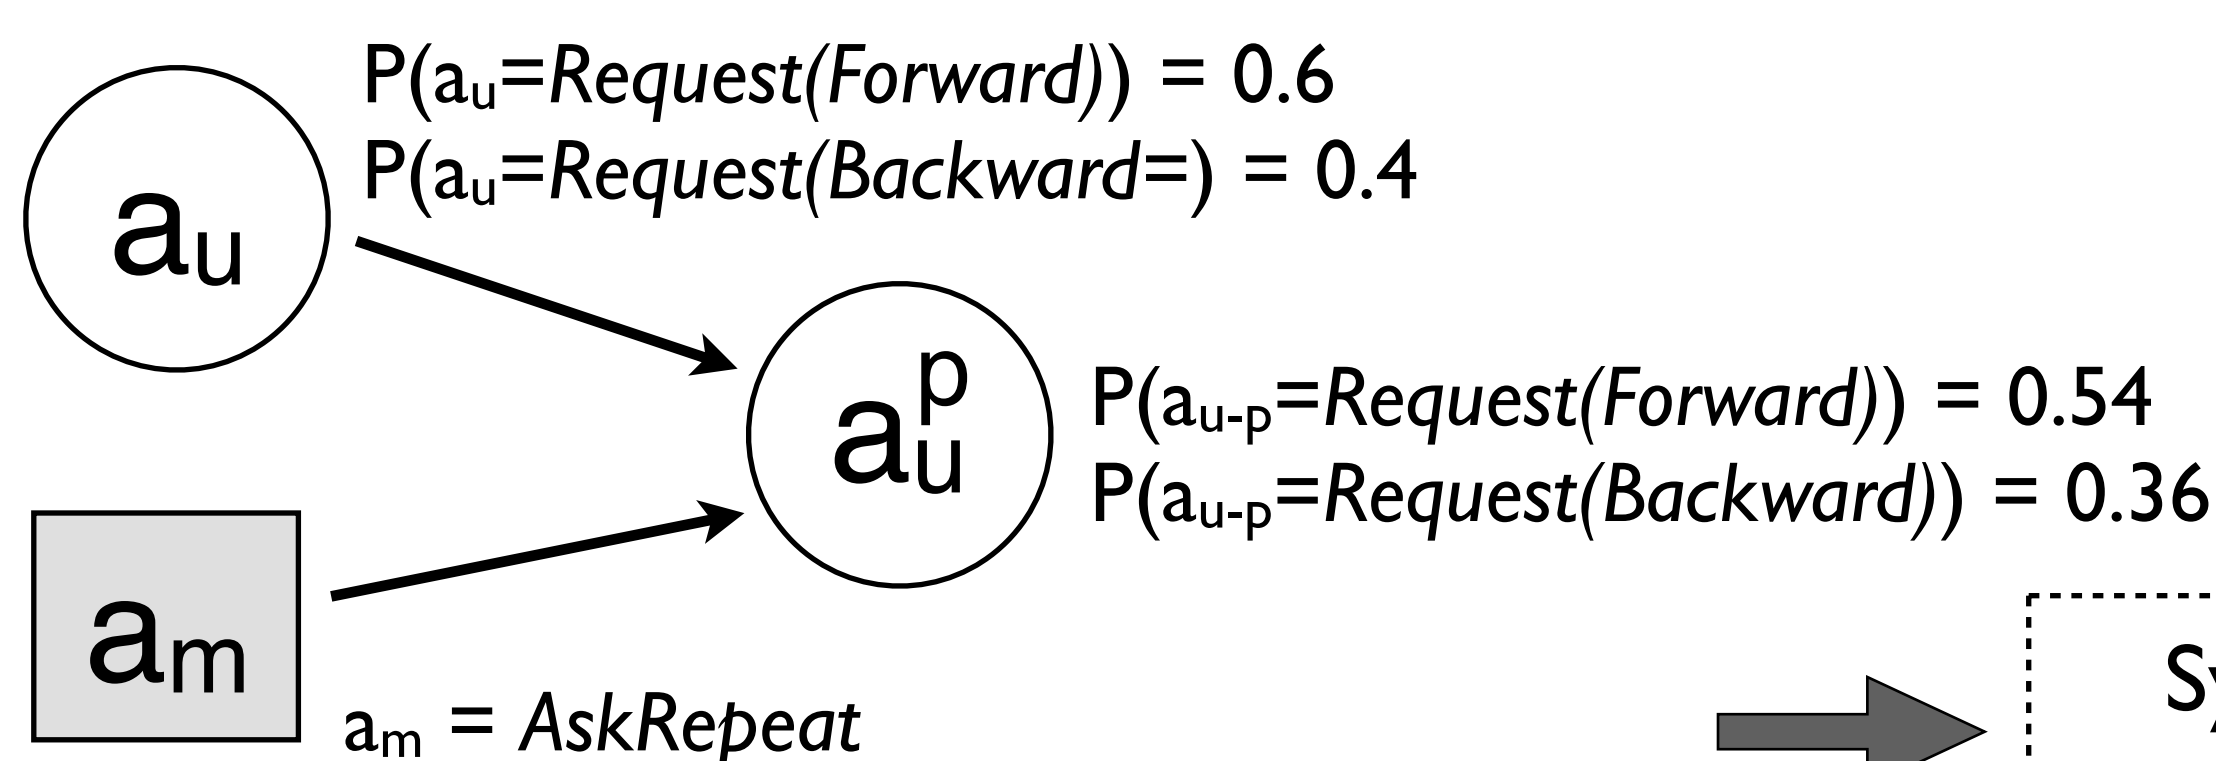 P(au=Request(Forward)) = 0.6
P(au=Request(Backward=) = 0.4
au
aup
P(au-p=Request(Forward)) = 0.54
P(au-p=Request(Backward)) = 0.36
am
am = AskRepeat